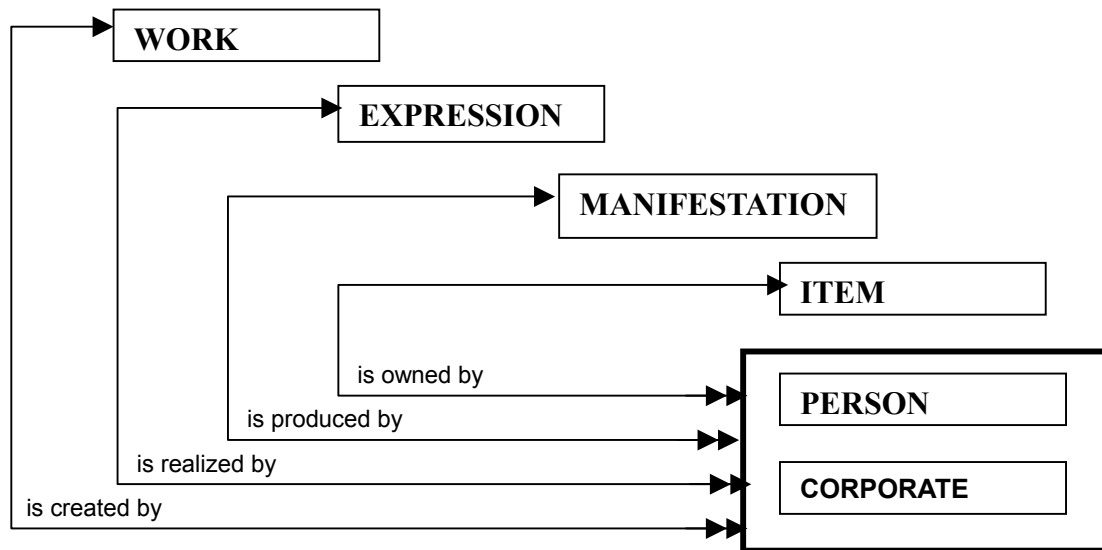 WORK
EXPRESSION
MANIFESTATION
ITEM
is owned by
PERSON
is produced by
is realized by
CORPORATE
is created by